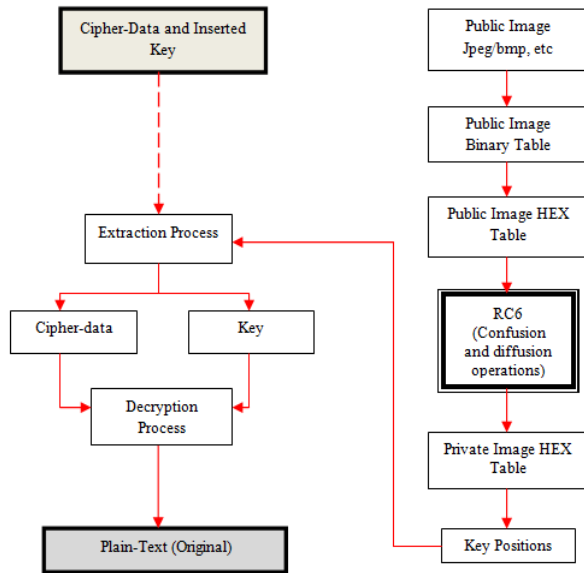 Cipher-Data and Inserted
Key
Extraction Process
Cipher-data
Key
Decryption
Process
Plain-Text (Original)
Public Image
Jpeg/bmp, etc
Public Image
Binary Table
Public Image HEX
Table
RC6
(Confusion
and diffusion
operations)
Private Image HEX
Table
Key Positions